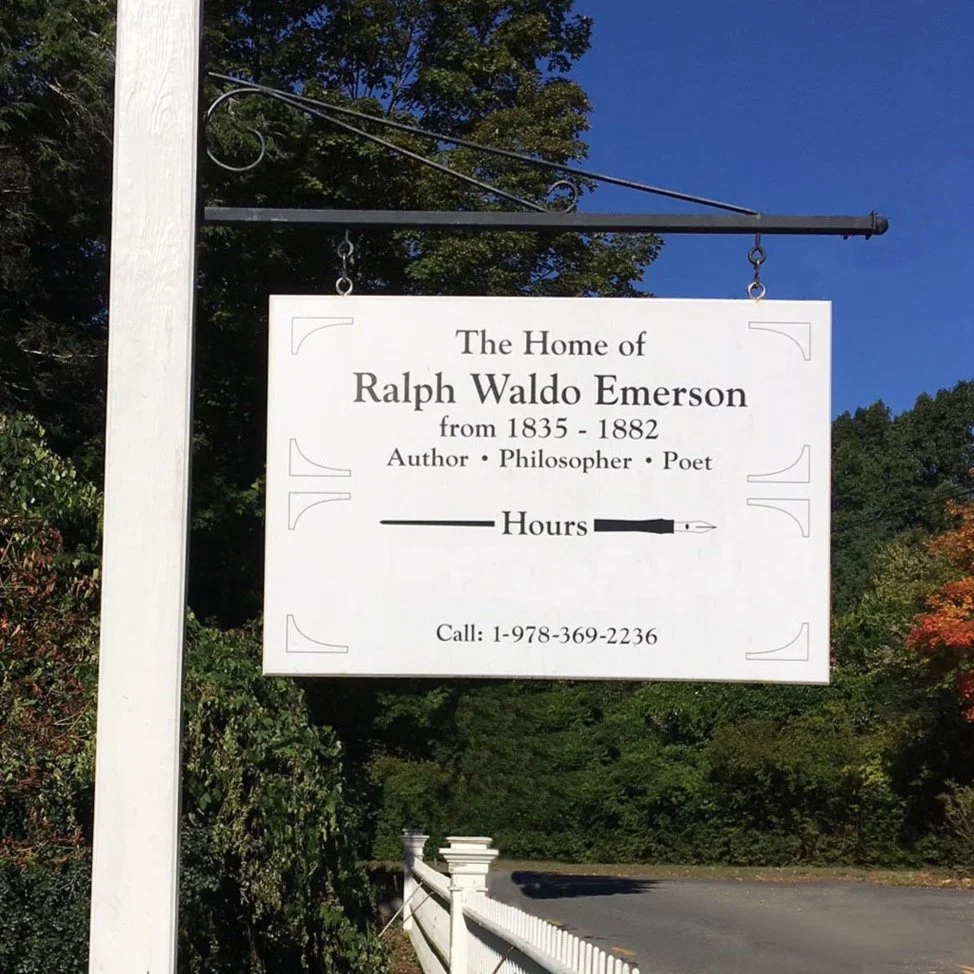 The Home of
Ralph Waldo Emerson
from 1835 - 1882
Author • Philosopher • Poet
Hours
Call: 1-978-369-2236